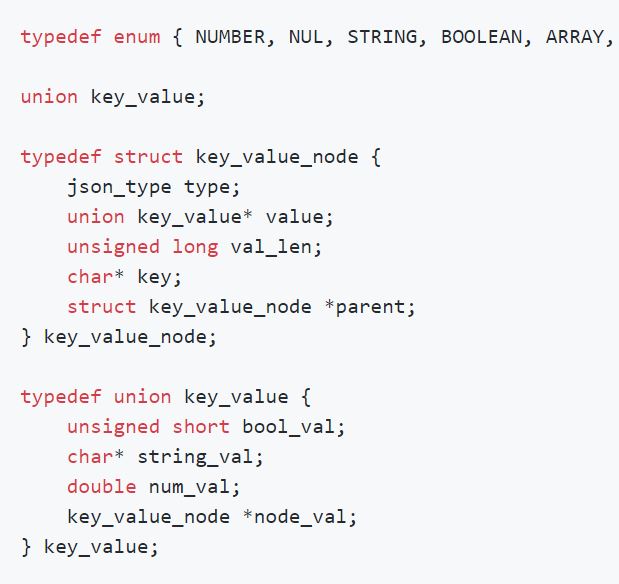 typedef enum { NUMBER, NUL, STRING, BOOLEAN, ARRAY,
union key_value;
typedef struct key_value_node {
    json_type type;
    union key_value* value;
    unsigned long val_len;
    char* key;
    struct key_value_node *parent;
} key_value_node;
typedef union key_value {
    unsigned short bool_val;
    char* string_val;
    double num_val;
    key_value_node *node_val;
} key_value;